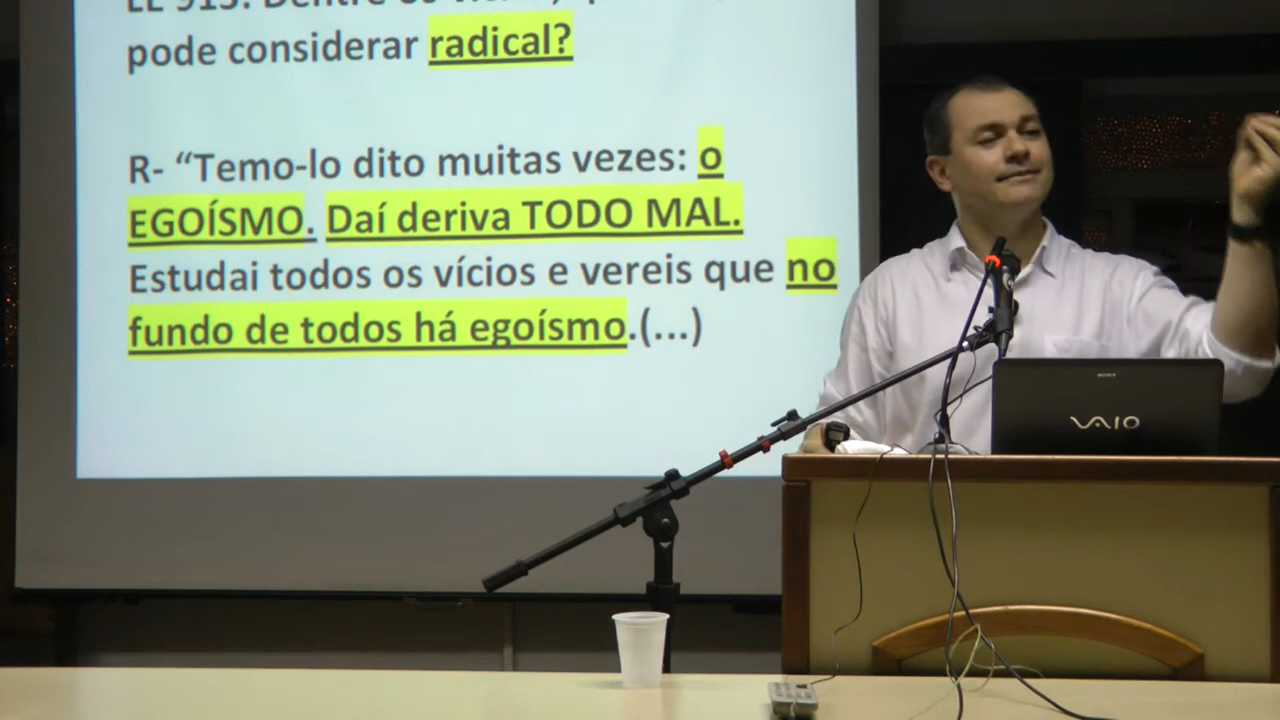 pode considerar radical?
R- “Temo-lo dito muitas vezes: o
EGOÍSMO. Daí deriva TODO MAL.
Estudai todos os vícios e vereis que no
fundo de todos há egoísmo.(...)
SONY
VAIO